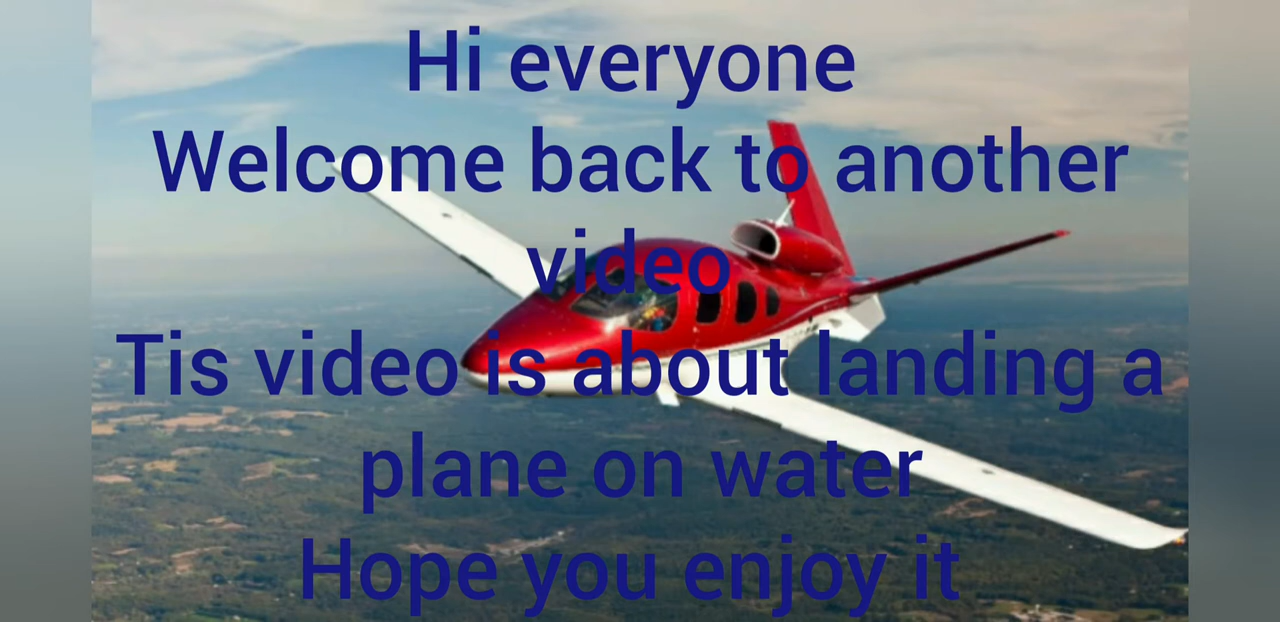 Hi everyone
Welcome back to another
video
Tis video is about landing a
plane on water
Hope you enjoy it